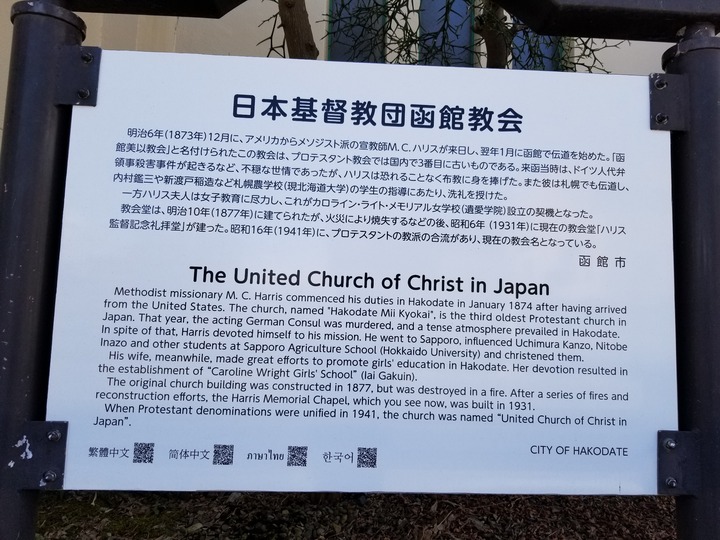 日本基督教団函館教会
明治6年(1873年)12月に、アメリカからメソジスト派の宣教師M.C.ハリスが来日し、翌年1月に函館で伝道を始めた。「函
館美以教会」と名付けられたこの教会は、プロテスタント教会では国内で3番目に古いものである。来函当時は、ドイツ人代弁
領事殺害事件が起きるなど、不穏な世情であったが、ハリスは恐れることなく布教に身を捧げた。また彼は札幌でも伝道し、
内村鑑三や新渡戸稲造など札幌農学校(現北海道大学)の学生の指導にあたり、洗礼を授けた。
一方ハリス夫人は女子教育に尽力し、これがカロライン・ライト・メモリアル女学校(遺愛学院)設立の契機となった。
教会堂は、明治10年(1877年)に建てられたが、火災により焼失するなどの後、昭和6年 (1931年)に現在の教会堂「ハリス
監督記念礼拝堂」が建った。昭和16年(1941年)に、プロテスタントの教派の合流があり、現在の教会名となっている。
函館市
The United Church of Christ in Japan
Methodist missionary M. C. Harris commenced his duties in Hakodate in January 1874 after having arrived
from the United States. The church, named "Hakodate Mii Kyokai", is the third oldest Protestant church in
Japan. That year, the acting German Consul was murdered, and a tense atmosphere prevailed in Hakodate.
In spite of that, Harris devoted himself to his mission. He went to Sapporo, influenced Uchimura Kanzo, Nitobe
Inazo and other students at Sapporo Agriculture School (Hokkaido University) and christened them.
His wife, meanwhile, made great efforts to promote girls' education in Hakodate. Her devotion resulted in
the establishment of "Caroline Wright Girls' School" (Iai Gakuin).
The original church building was constructed in 1877, but was destroyed in a fire. After a series of fires and
reconstruction efforts, the Harris Memorial Chapel, which you see now, was built in 1931.
When Protestant denominations were unified in 1941, the church was named "United Church of Christ in
Japan".
CITY OF HAKODATE
繁體中文 简体中文 ภาษาไทย 한국어